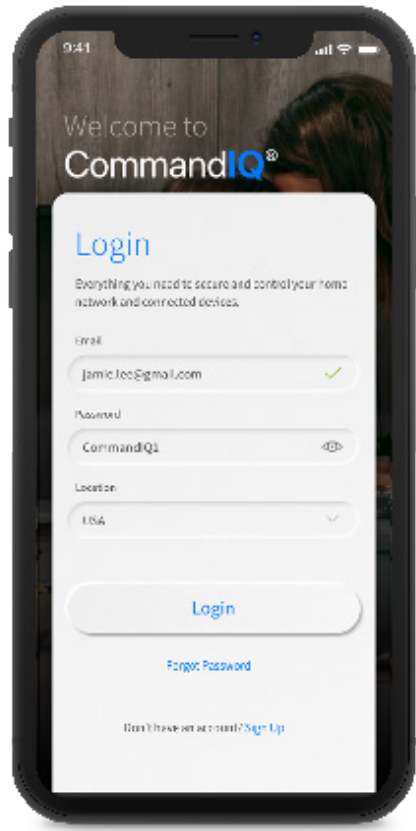 9:41
Welcome to
CommandIQ®
Login
Everything you need to secure and control your home
network and connected devices.
Email
jamie.lee@gmail.com
Password
CommandIQ1
Location
USA
Login
Forgot Password
Don't have an account? Sign Up